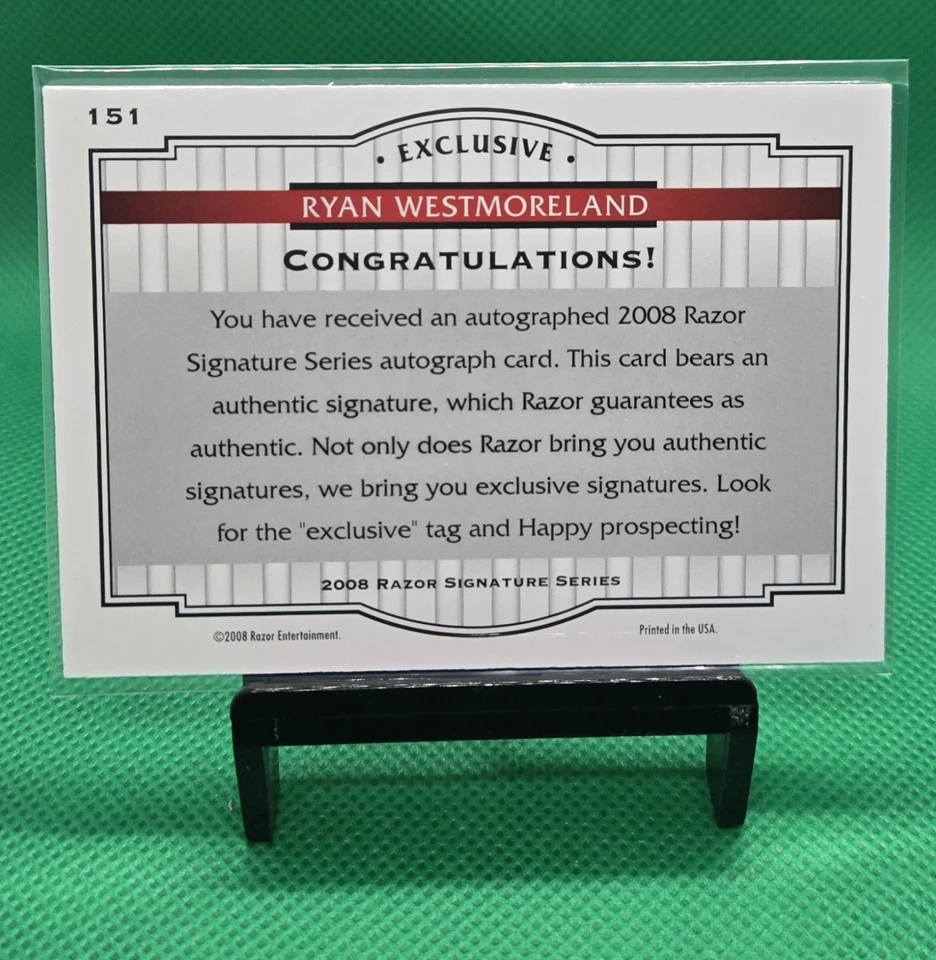 151
• EXCLUSIVE •
RYAN WESTMORELAND
CONGRATULATIONS!
You have received an autographed 2008 Razor
Signature Series autograph card. This card bears an
authentic signature, which Razor guarantees as
authentic. Not only does Razor bring you authentic
signatures, we bring you exclusive signatures. Look
for the "exclusive" tag and Happy prospecting!
2008 RAZOR SIGNATURE SERIES
©2008 Razor Entertainment.
Printed in the USA.